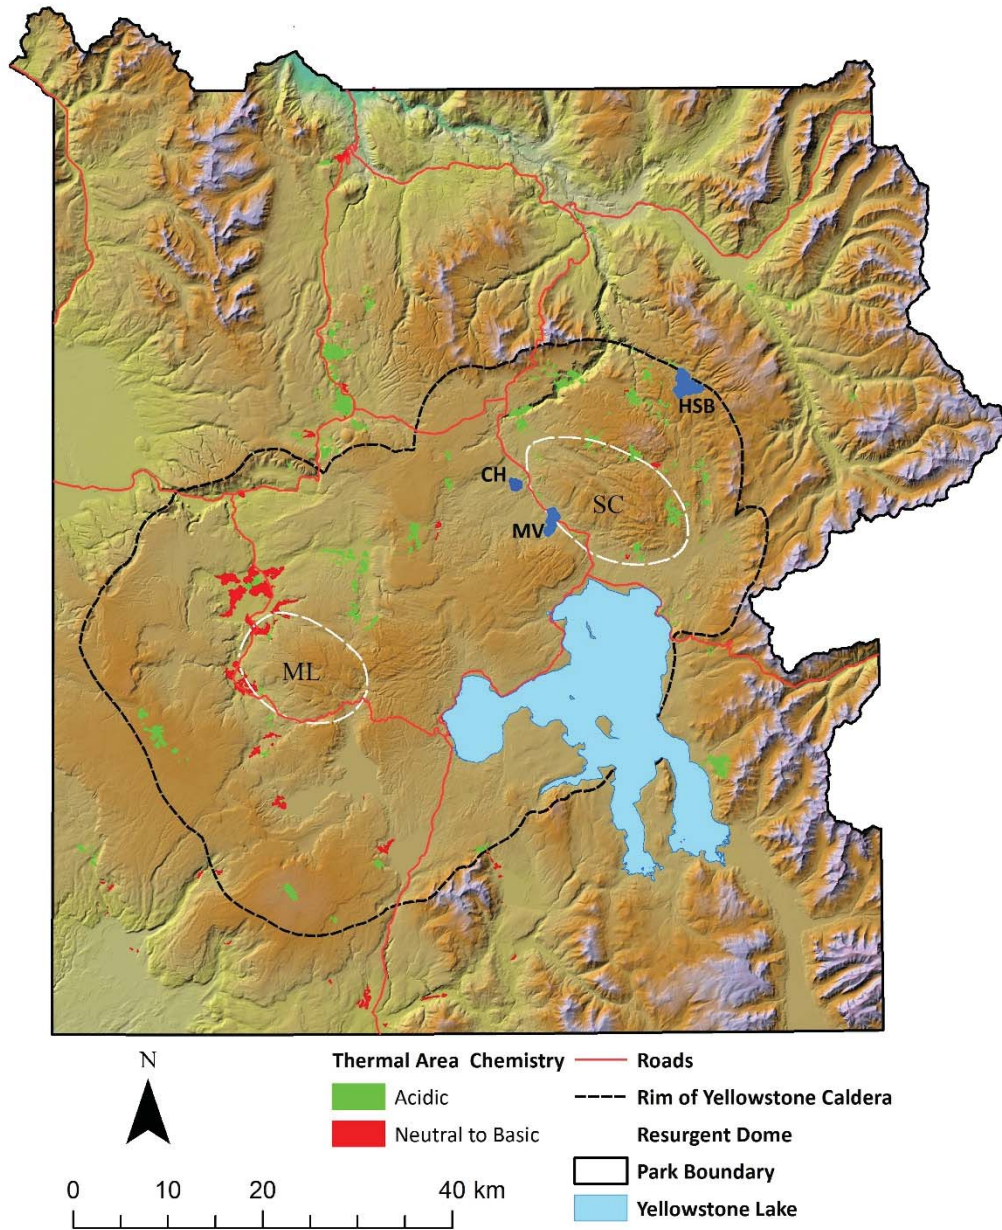 HSB
CH
SC
MV
ML
N
Thermal Area Chemistry
Acidic
Neutral to Basic
0 10 20 40 km
Roads
Rim of Yellowstone Caldera
Resurgent Dome
Park Boundary
Yellowstone Lake